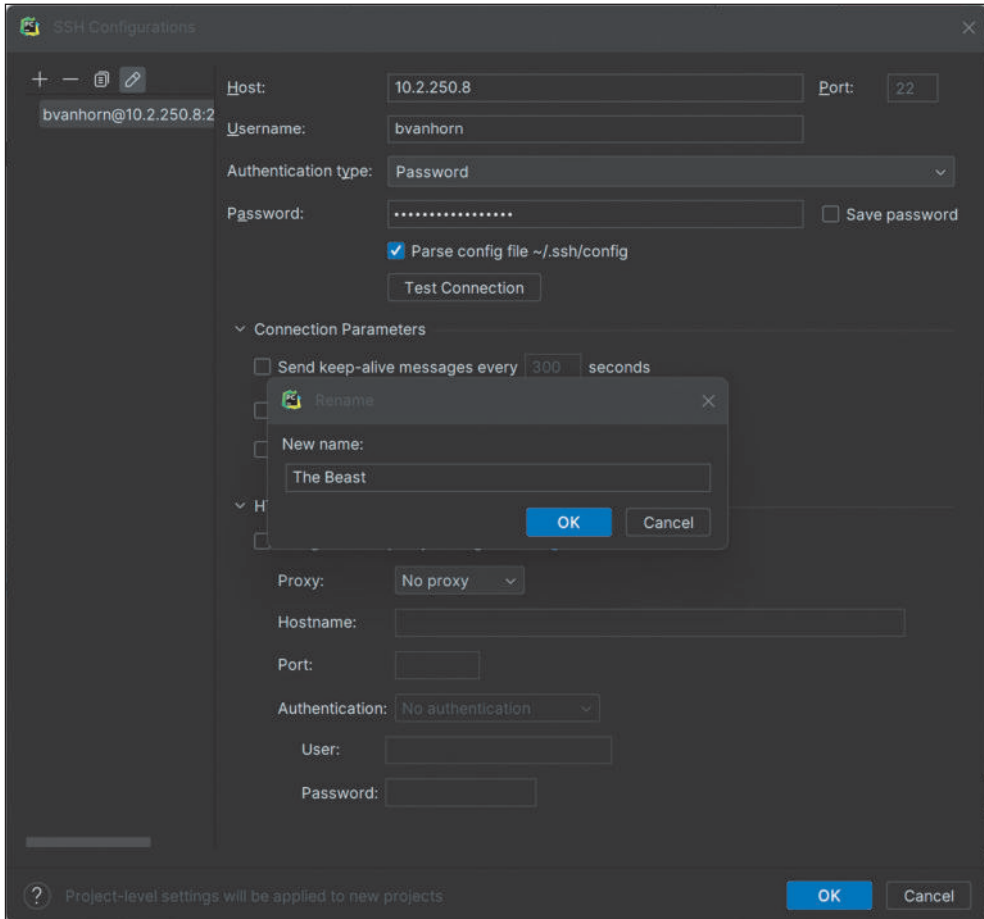 SSH Configurations
bvanhorn@10.2.250.8:2
Host: 10.2.250.8 Port: 22
Username: bvanhorn
Authentication type: Password
Password: ••••••••••••••••• Save password
Parse config file ~/.ssh/config
Test Connection
Connection Parameters
Send keep-alive messages every 300 seconds
Rename
New name:
The Beast
OK Cancel
Proxy: No proxy
Hostname:
Port:
Authentication: No authentication
User:
Password:
? Project-level settings will be applied to new projects
OK Cancel